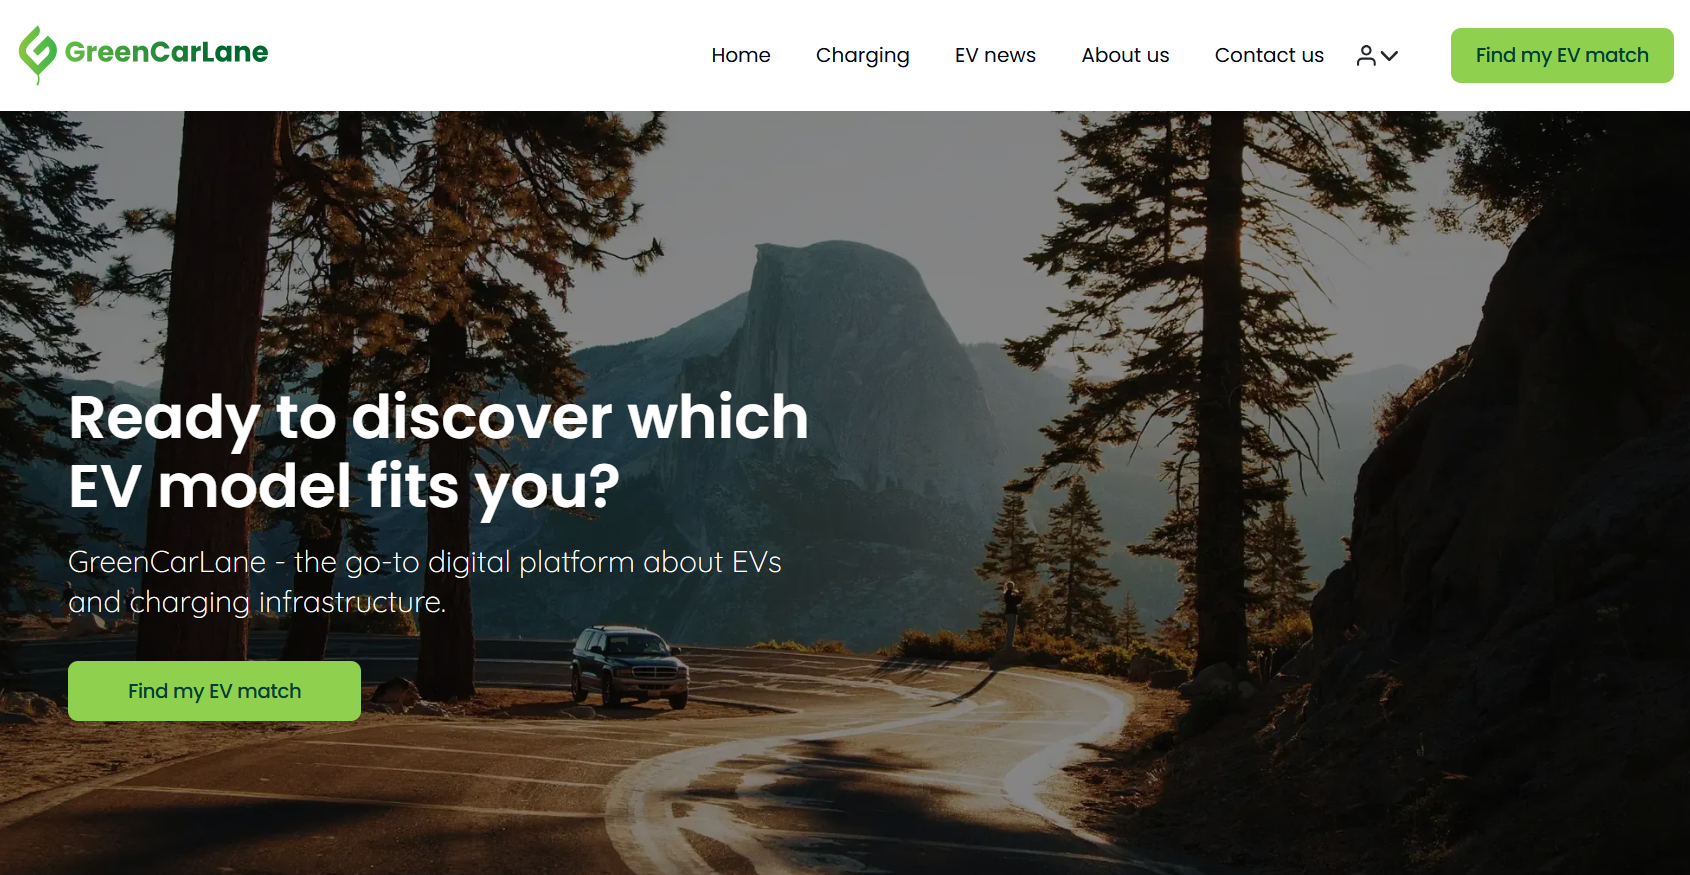 GreenCarLane
Home
Charging
EV news
About us
Contact us
Find my EV match
Ready to discover which
EV model fits you?
GreenCarLane - the go-to digital platform about EVs
and charging infrastructure.
Find my EV match